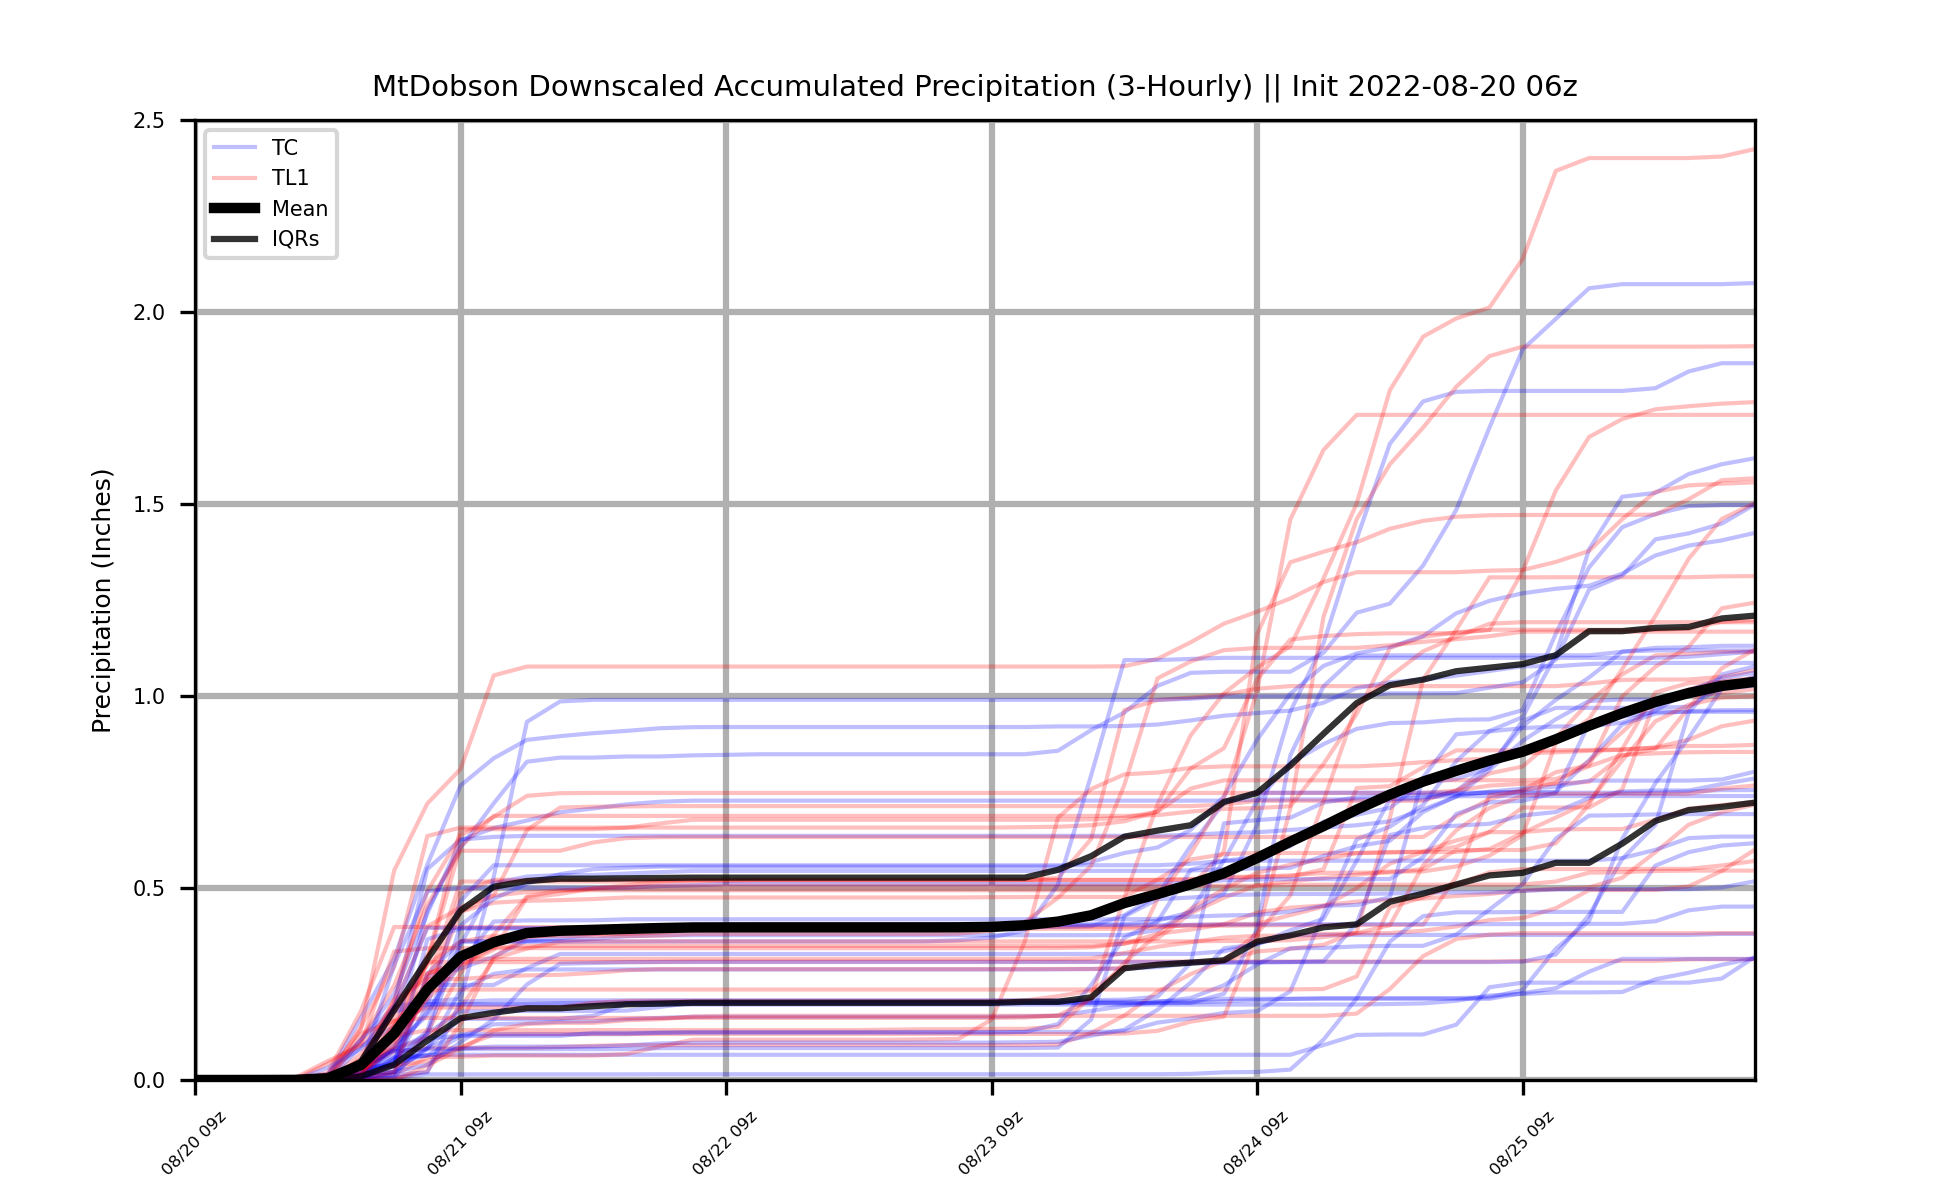 MtDobson Downscaled Accumulated Precipitation (3-Hourly) || Init 2022-08-20 06z
Precipitation (Inches)
2.5
2.0
1.5
1.0
0.5
0.0
TC
TL1
Mean
IQRs
08/20 09z
08/21 09z
08/22 09z
08/23 09z
08/24 09z
08/25 09z